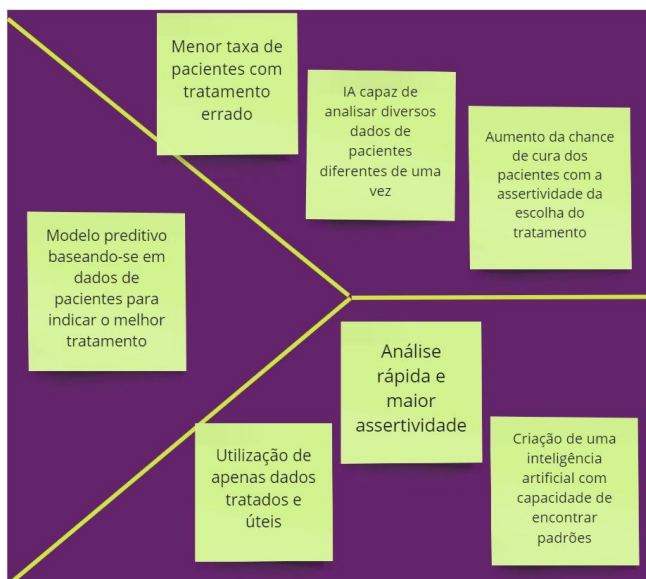 Menor taxa de
pacientes com
tratamento
errado
IA capaz de
analisar diversos
dados de
pacientes
diferentes de uma
vez
Aumento da chance
de cura dos
pacientes com a
assertividade da
escolha do
tratamento
Modelo preditivo
baseando-se em
dados de
pacientes para
indicar o melhor
tratamento
Análise
rápida e
maior
assertividade
Utilização de
apenas dados
tratados e
úteis
Criação de uma
inteligência
artificial com
capacidade de
encontrar
padrões